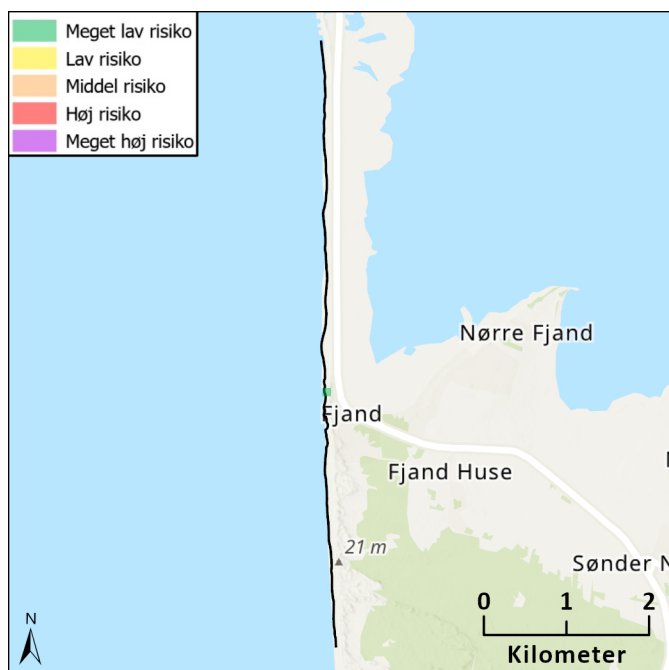 Meget lav risiko
Lav risiko
Middel risiko
Høj risiko
Meget høj risiko
Nørre Fjand
Fjand
Fjand Huse
21 m
Sønder N
N
0 1 2
Kilometer